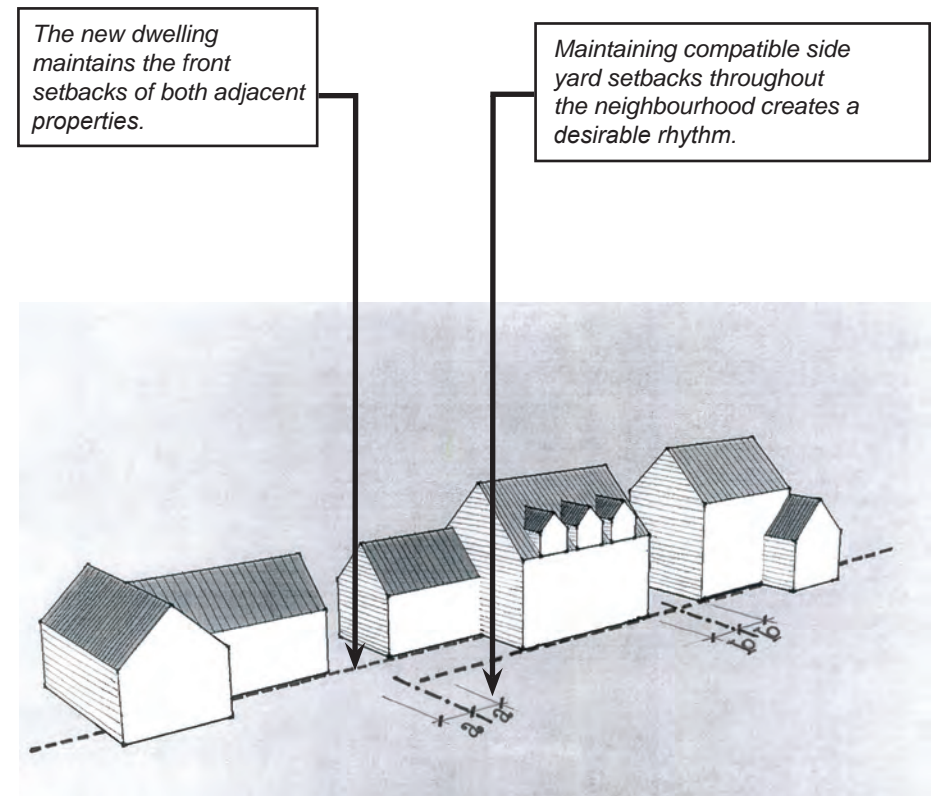 The new dwelling
maintains the front
setbacks of both adjacent
properties.
Maintaining compatible side
yard setbacks throughout
the neighbourhood creates a
desirable rhythm.
a
a
b
b